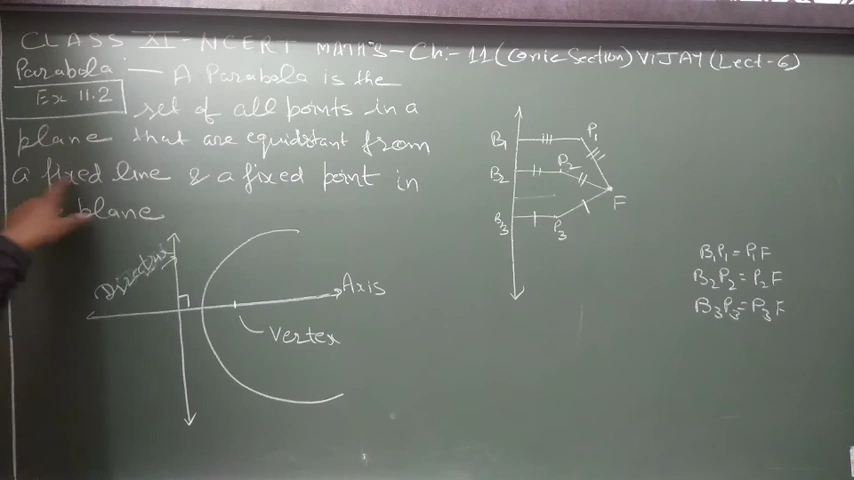 CLASS XI - NCERT MATH'S - Ch:- 11 (Conic Section) VIJAY (Lect - 6)
Parabola :- A Parabola is the
Ex 11.2
set of all points in a
plane that are equidistant from
a fixed line & a fixed point in
plane
B1 P1
B2 P2
F
B3 P3
B1P1 = P1F
B2P2 = P2F
B3P3 = P3F
Directrix
Axis
Vertex